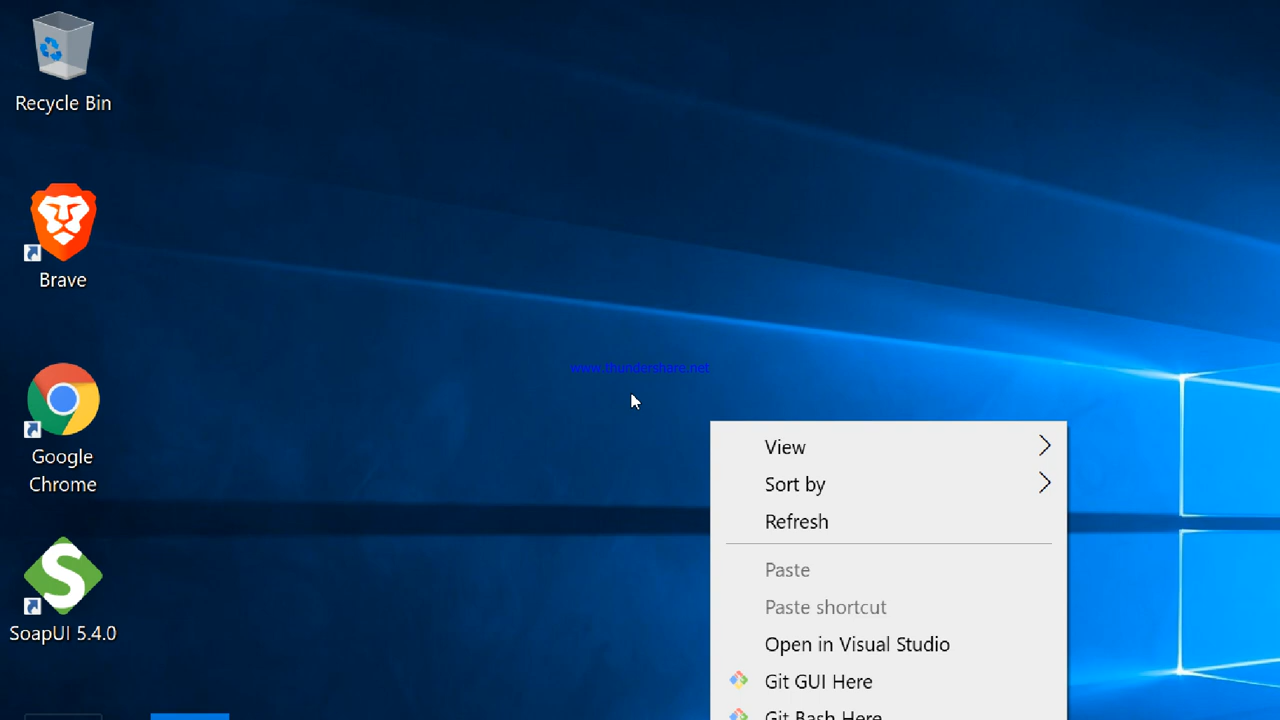 Recycle Bin
Brave
Google
Chrome
SoapUI 5.4.0
www.thundershare.net
View
Sort by
Refresh
Paste
Paste shortcut
Open in Visual Studio
Git GUI Here
Git Bash Here